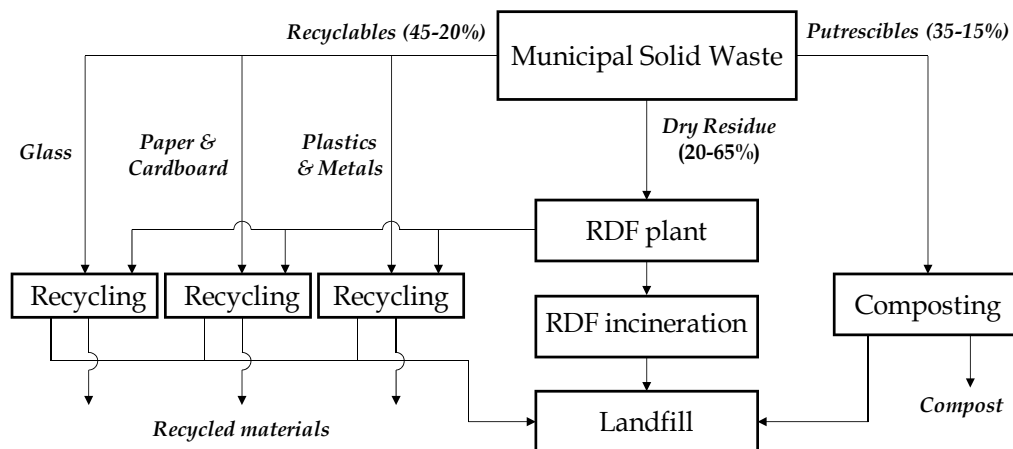 Recyclables (45-20%)
Municipal Solid Waste
Putrescibles (35-15%)
Glass
Paper &
Cardboard
Plastics
& Metals
Dry Residue
(20-65%)
RDF plant
Recycling
Recycling
Recycling
RDF incineration
Composting
Recycled materials
Landfill
Compost